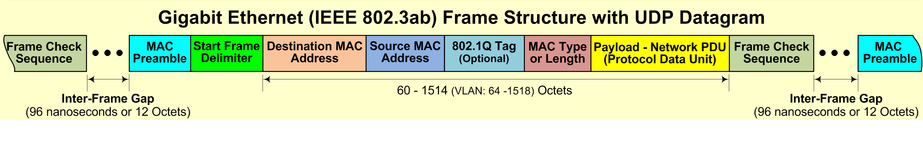 Gigabit Ethernet (IEEE 802.3ab) Frame Structure with UDP Datagram
Frame Check
Sequence
MAC
Preamble
Start Frame
Delimiter
Destination MAC
Address
Source MAC
Address
802.1Q Tag
(Optional)
MAC Type
or Length
Payload - Network PDU
(Protocol Data Unit)
Frame Check
Sequence
MAC
Preamble
Inter-Frame Gap
(96 nanoseconds or 12 Octets)
60 - 1514 (VLAN: 64 -1518) Octets
Inter-Frame Gap
(96 nanoseconds or 12 Octets)